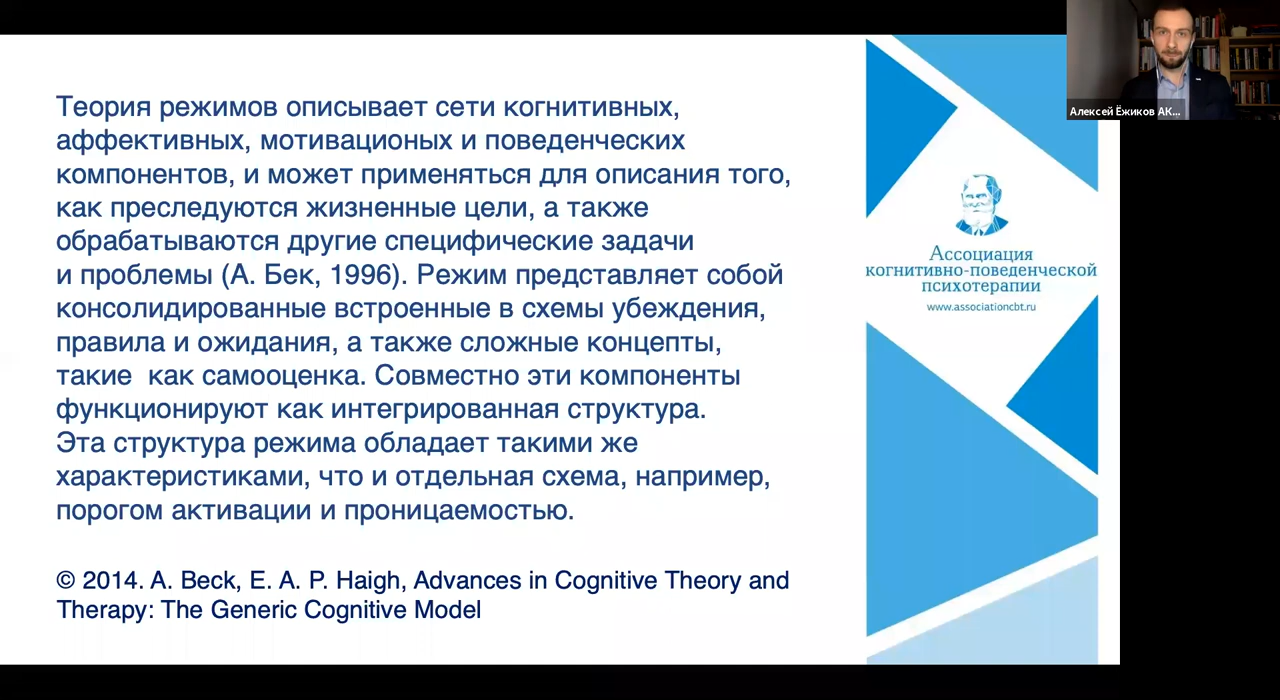 Теория режимов описывает сети когнитивных,
аффективных, мотивационых и поведенческих
компонентов, и может применяться для описания того,
как преследуются жизненные цели, а также
обрабатываются другие специфические задачи
и проблемы (А. Бек, 1996). Режим представляет собой
консолидированные встроенные в схемы убеждения,
правила и ожидания, а также сложные концепты,
такие  как самооценка. Совместно эти компоненты
функционируют как интегрированная структура.
Эта структура режима обладает такими же
характеристиками, что и отдельная схема, например,
порогом активации и проницаемостью.
© 2014. A. Beck, E. A. P. Haigh, Advances in Cognitive Theory and
Therapy: The Generic Cognitive Model
Ассоциация
когнитивно-поведенческой
психотерапии
www.associationcbt.ru
Алексей Ёжиков АК...